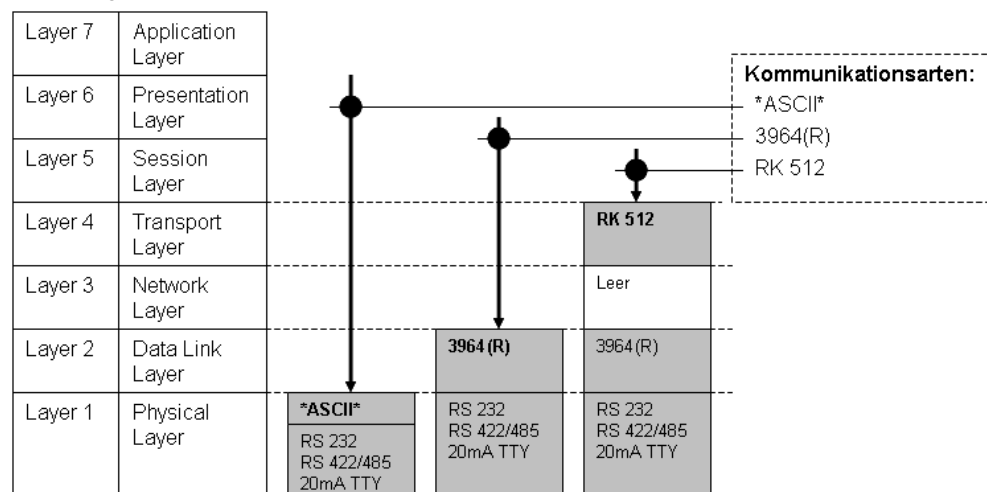 Layer 7 Application
Layer
Layer 6 Presentation
Layer
Layer 5 Session
Layer
Layer 4 Transport
Layer
Layer 3 Network
Layer
Layer 2 Data Link
Layer
Layer 1 Physical
Layer
Kommunikationsarten:
*ASCII*
3964(R)
RK 512
RK 512
Leer
3964(R)
3964(R)
*ASCII*
RS 232
RS 422/485
20mA TTY
RS 232
RS 422/485
20mA TTY
RS 232
RS 422/485
20mA TTY